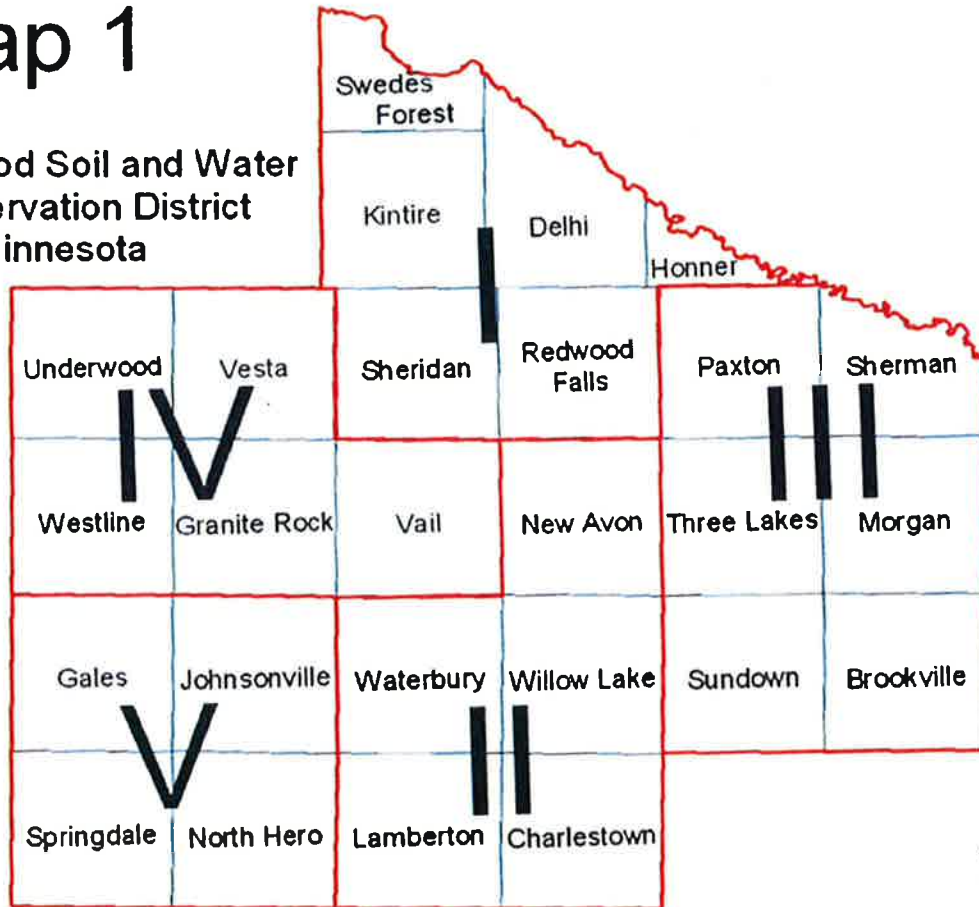 ap 1
od Soil and Water
ervation District
innesota
Swedes
Forest
Kintire
Delhi
Honner
Underwood
Vesta
Sheridan
Redwood
Falls
Paxton
Sherman
I
IV
III
Westline
Granite Rock
Vail
New Avon
Three Lakes
Morgan
Gales
Johnsonville
Waterbury
Willow Lake
Sundown
Brookville
V
II
Springdale
North Hero
Lamberton
Charlestown